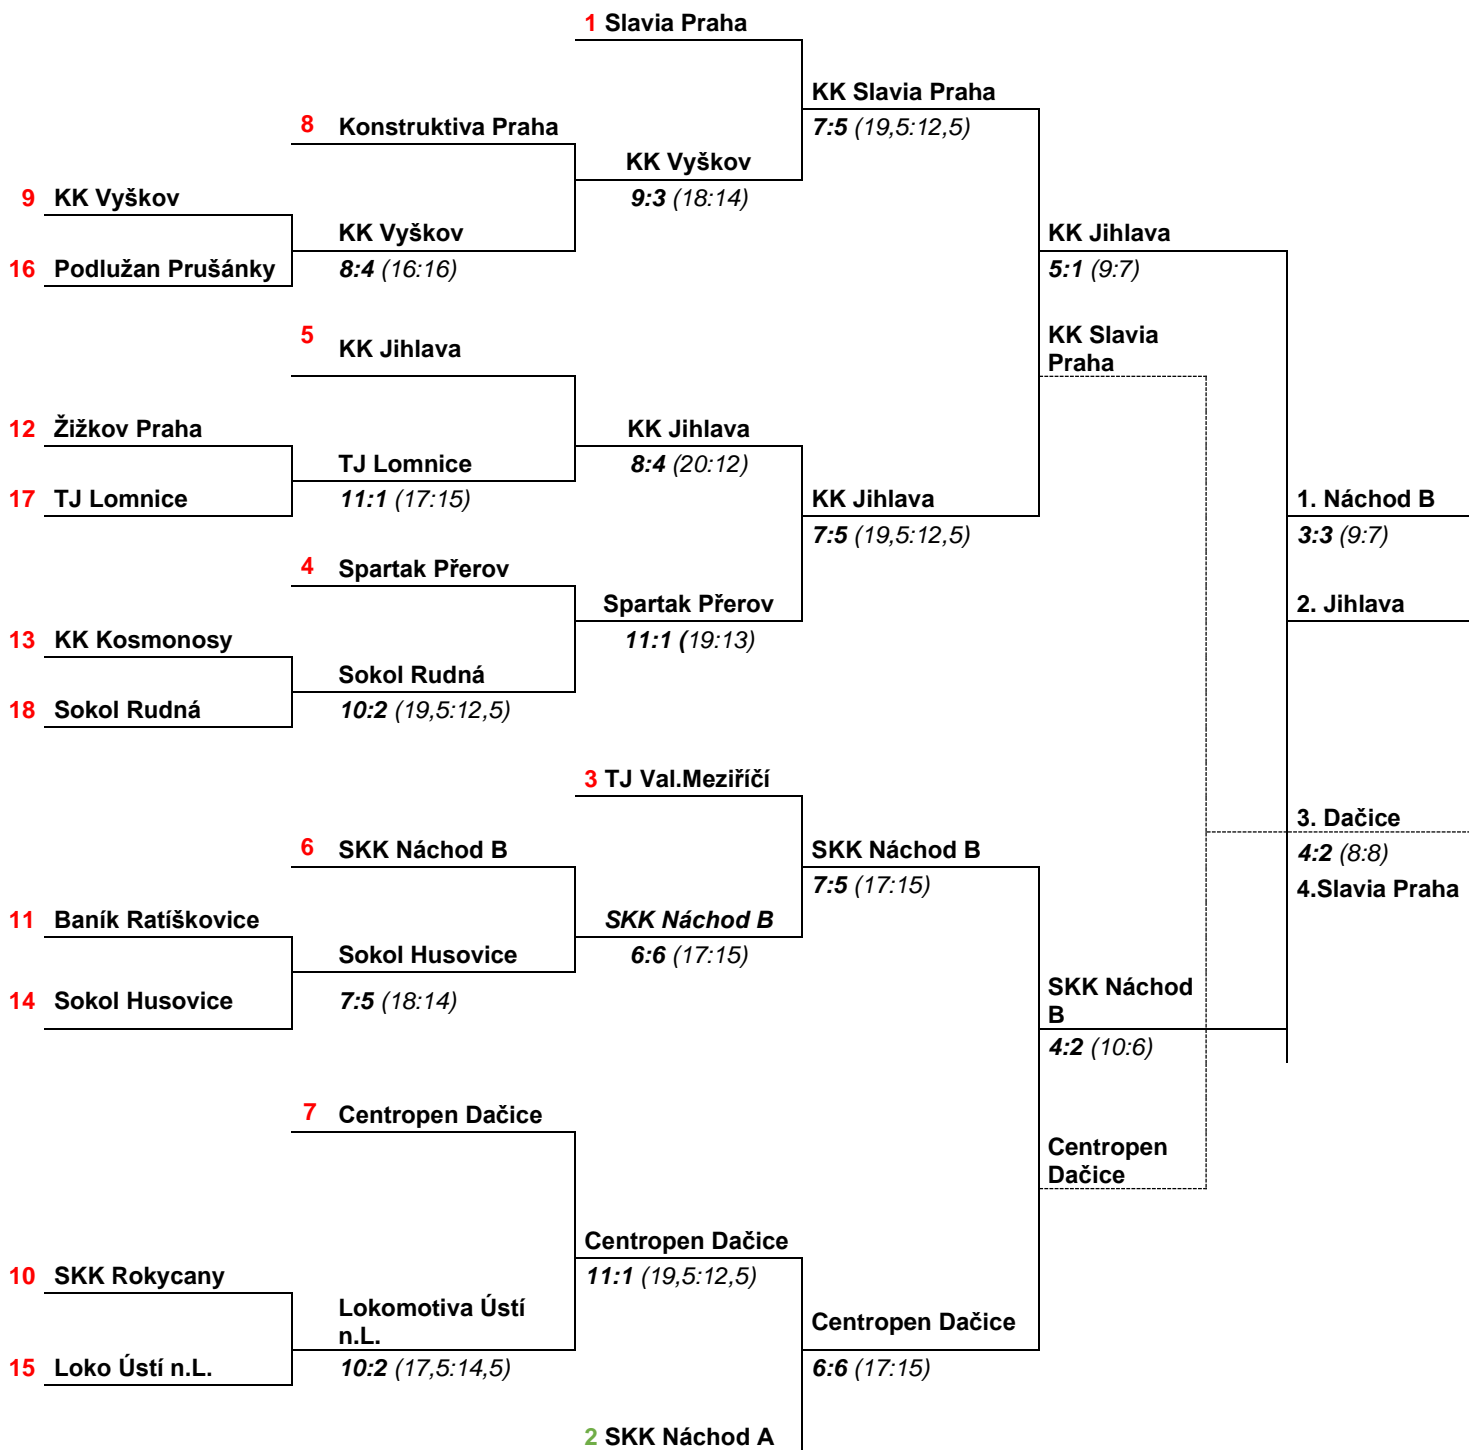 1 Slavia Praha
KK Slavia Praha
8 Konstruktiva Praha
7:5 (19,5:12,5)
KK Vyškov
9 KK Vyškov
9:3 (18:14)
KK Vyškov
KK Jihlava
16 Podlužan Prušánky
8:4 (16:16)
5:1 (9:7)
5 KK Jihlava
KK Slavia
Praha
12 Žižkov Praha
KK Jihlava
TJ Lomnice
8:4 (20:12)
17 TJ Lomnice
11:1 (17:15)
KK Jihlava
1. Náchod B
7:5 (19,5:12,5)
3:3 (9:7)
4 Spartak Přerov
Spartak Přerov
2. Jihlava
13 KK Kosmonosy
11:1 (19:13)
Sokol Rudná
18 Sokol Rudná
10:2 (19,5:12,5)
3 TJ Val.Meziříčí
3. Dačice
6 SKK Náchod B
SKK Náchod B
4:2 (8:8)
7:5 (17:15)
4.Slavia Praha
11 Baník Ratíškovice
SKK Náchod B
Sokol Husovice
6:6 (17:15)
14 Sokol Husovice
7:5 (18:14)
SKK Náchod
B
4:2 (10:6)
7 Centropen Dačice
Centropen
Dačice
Centropen Dačice
10 SKK Rokycany
11:1 (19,5:12,5)
Lokomotiva Ústí
n.L.
Centropen Dačice
15 Loko Ústí n.L.
10:2 (17,5:14,5)
6:6 (17:15)
2 SKK Náchod A